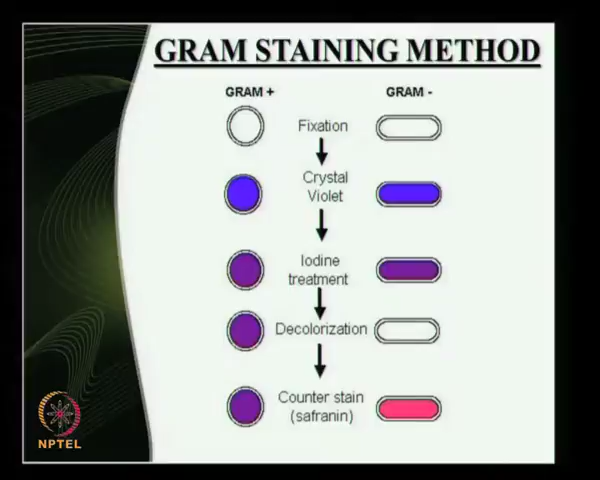 GRAM STAINING METHOD
GRAM + GRAM -
Fixation
Crystal
Violet
Iodine
treatment
Decolorization
Counter stain
(safranin)
NPTEL